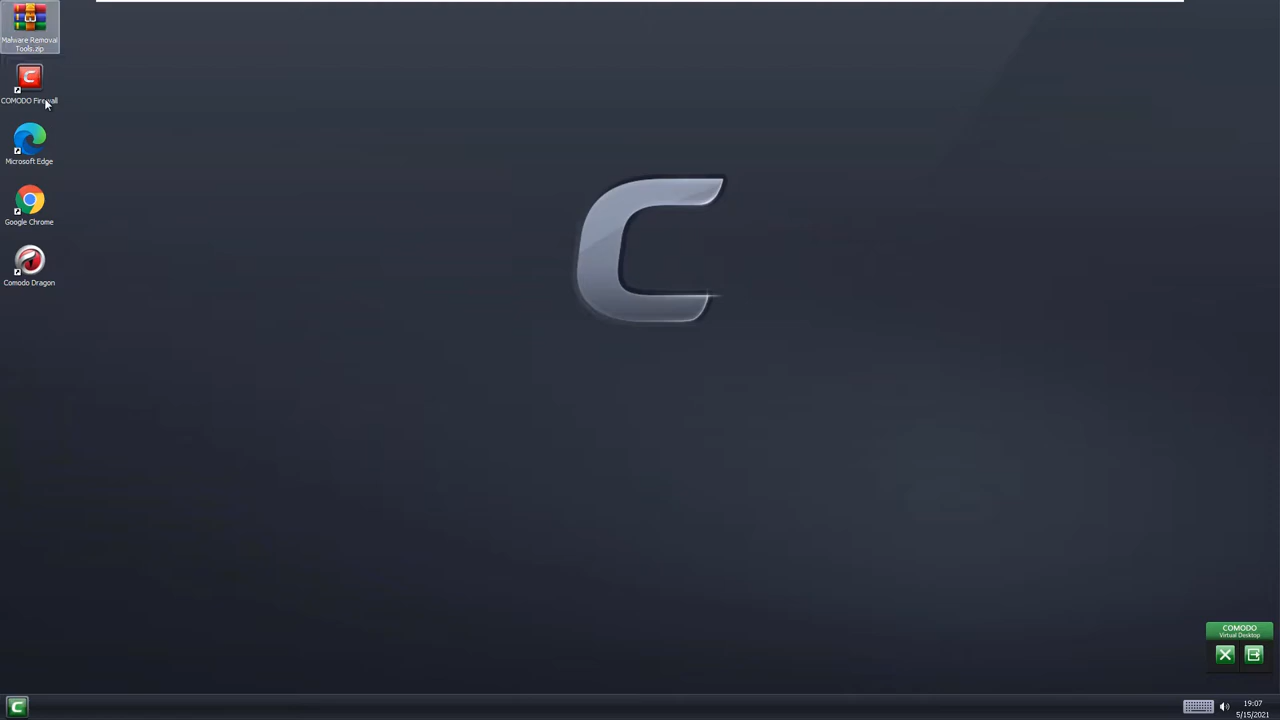 Malware Removal
Tools.zip
COMODO Firewall
Microsoft Edge
Google Chrome
Comodo Dragon
COMODO
Virtual Desktop
19:07
5/15/2021